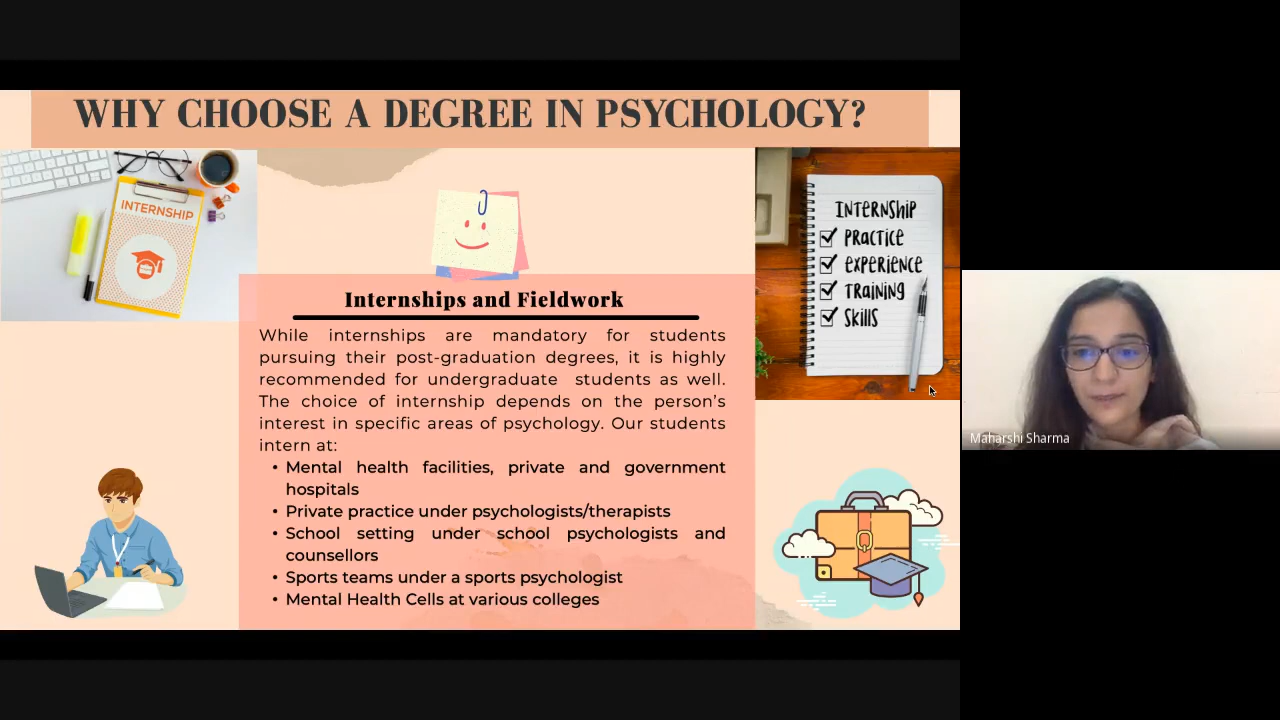 WHY CHOOSE A DEGREE IN PSYCHOLOGY?
INTERNSHIP
INTERNSHIP
PRACTICE
EXPERIENCE
TRAINING
SKILLS
Internships and Fieldwork
While internships are mandatory for students
pursuing their post-graduation degrees, it is highly
recommended for undergraduate students as well.
The choice of internship depends on the person's
interest in specific areas of psychology. Our students
intern at:
• Mental health facilities, private and government
hospitals
• Private practice under psychologists/therapists
• School setting under school psychologists and
counsellors
• Sports teams under a sports psychologist
• Mental Health Cells at various colleges
Maharshi Sharma